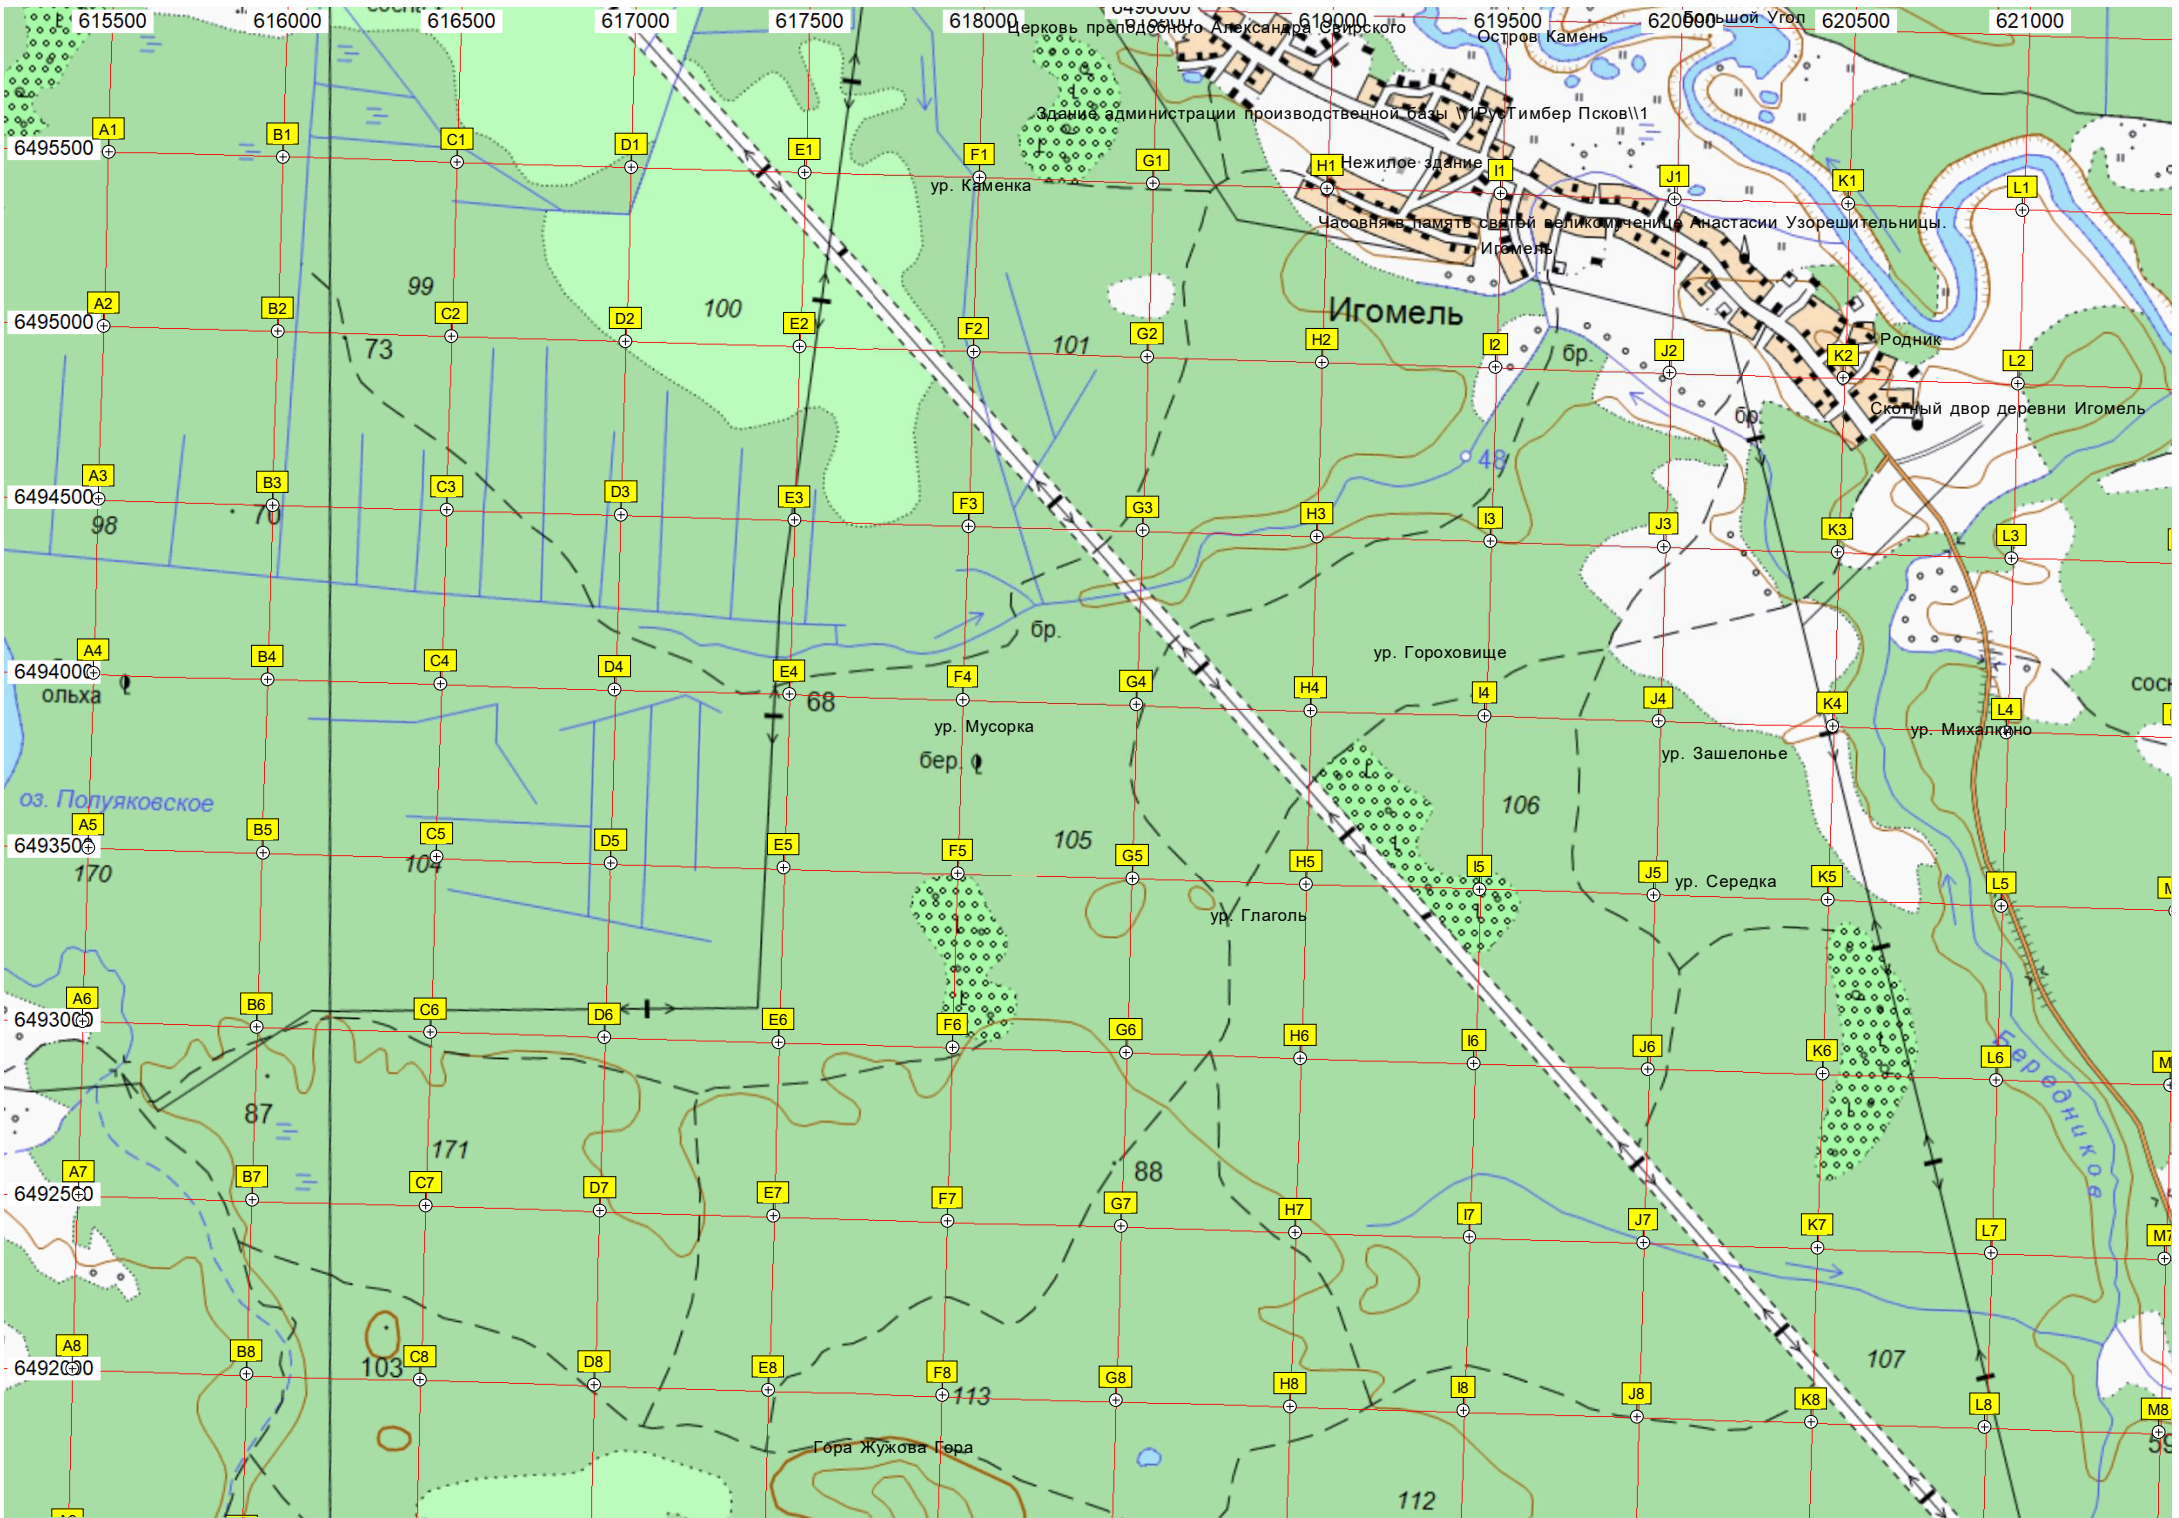 615500 616000 616500 617000 617500 618000 619000 619500 620000 620500 621000
Большой Угол
Церковь преподобного Александра Свирского
Остров Камень
Здание администрации производственной базы \\1РусТимбер Псков\\1
A1 B1 C1 D1 E1 F1 G1 H1 I1 J1 K1 L1
6495500
Нежилое здание
ур. Каменка
Часовня в память святой великомученице Анастасии Узорешительницы.
Игомель
99 100 101
Игомель
A2 B2 C2 D2 E2 F2 G2 H2 I2 J2 K2 L2
6495000
73
бр.
Родник
Скотный двор деревни Игомель
бр.
48
A3 B3 C3 D3 E3 F3 G3 H3 I3 J3 K3 L3
6494500
98 70
бр.
ур. Гороховище
A4 B4 C4 D4 E4 F4 G4 H4 I4 J4 K4 L4
6494000
ольха
68
ур. Мусорка
ур. Михалкино
ур. Зашелонье
бер.
оз. Полуяковское
106
105
A5 B5 C5 D5 E5 F5 G5 H5 I5 J5 K5 L5
6493500
170 104
ур. Середка
ур. Глаголь
A6 B6 C6 D6 E6 F6 G6 H6 I6 J6 K6 L6
6493000
Бередников
87
171
88
A7 B7 C7 D7 E7 F7 G7 H7 I7 J7 K7 L7 M7
6492500
107
A8 B8 C8 D8 E8 F8 G8 H8 I8 J8 K8 L8 M8
6492000
103
113
59
Гора Жужова Гора
112